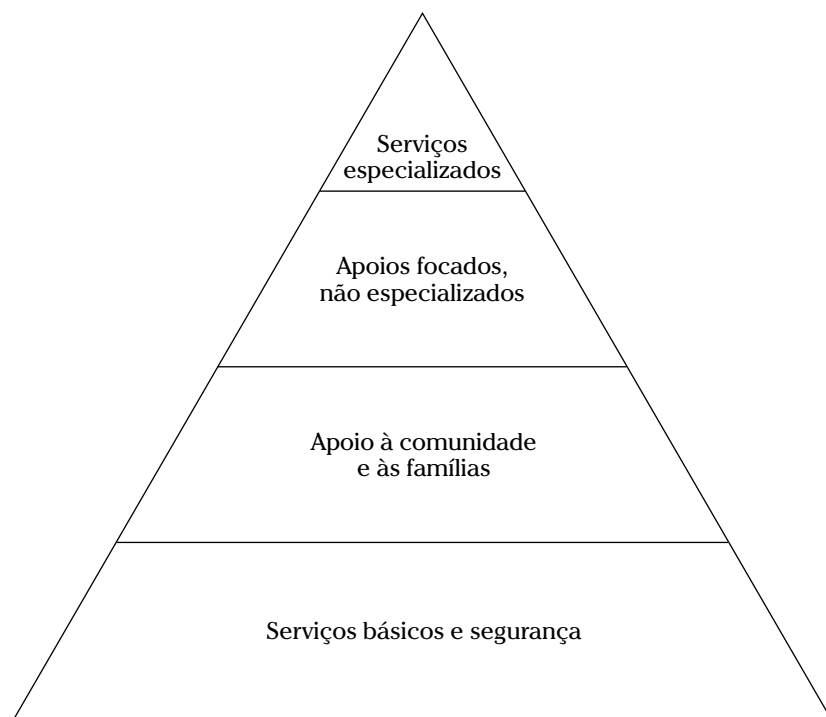 Serviços
especializados
Apoios focados,
não especializados
Apoio à comunidade
e às famílias
Serviços básicos e segurança